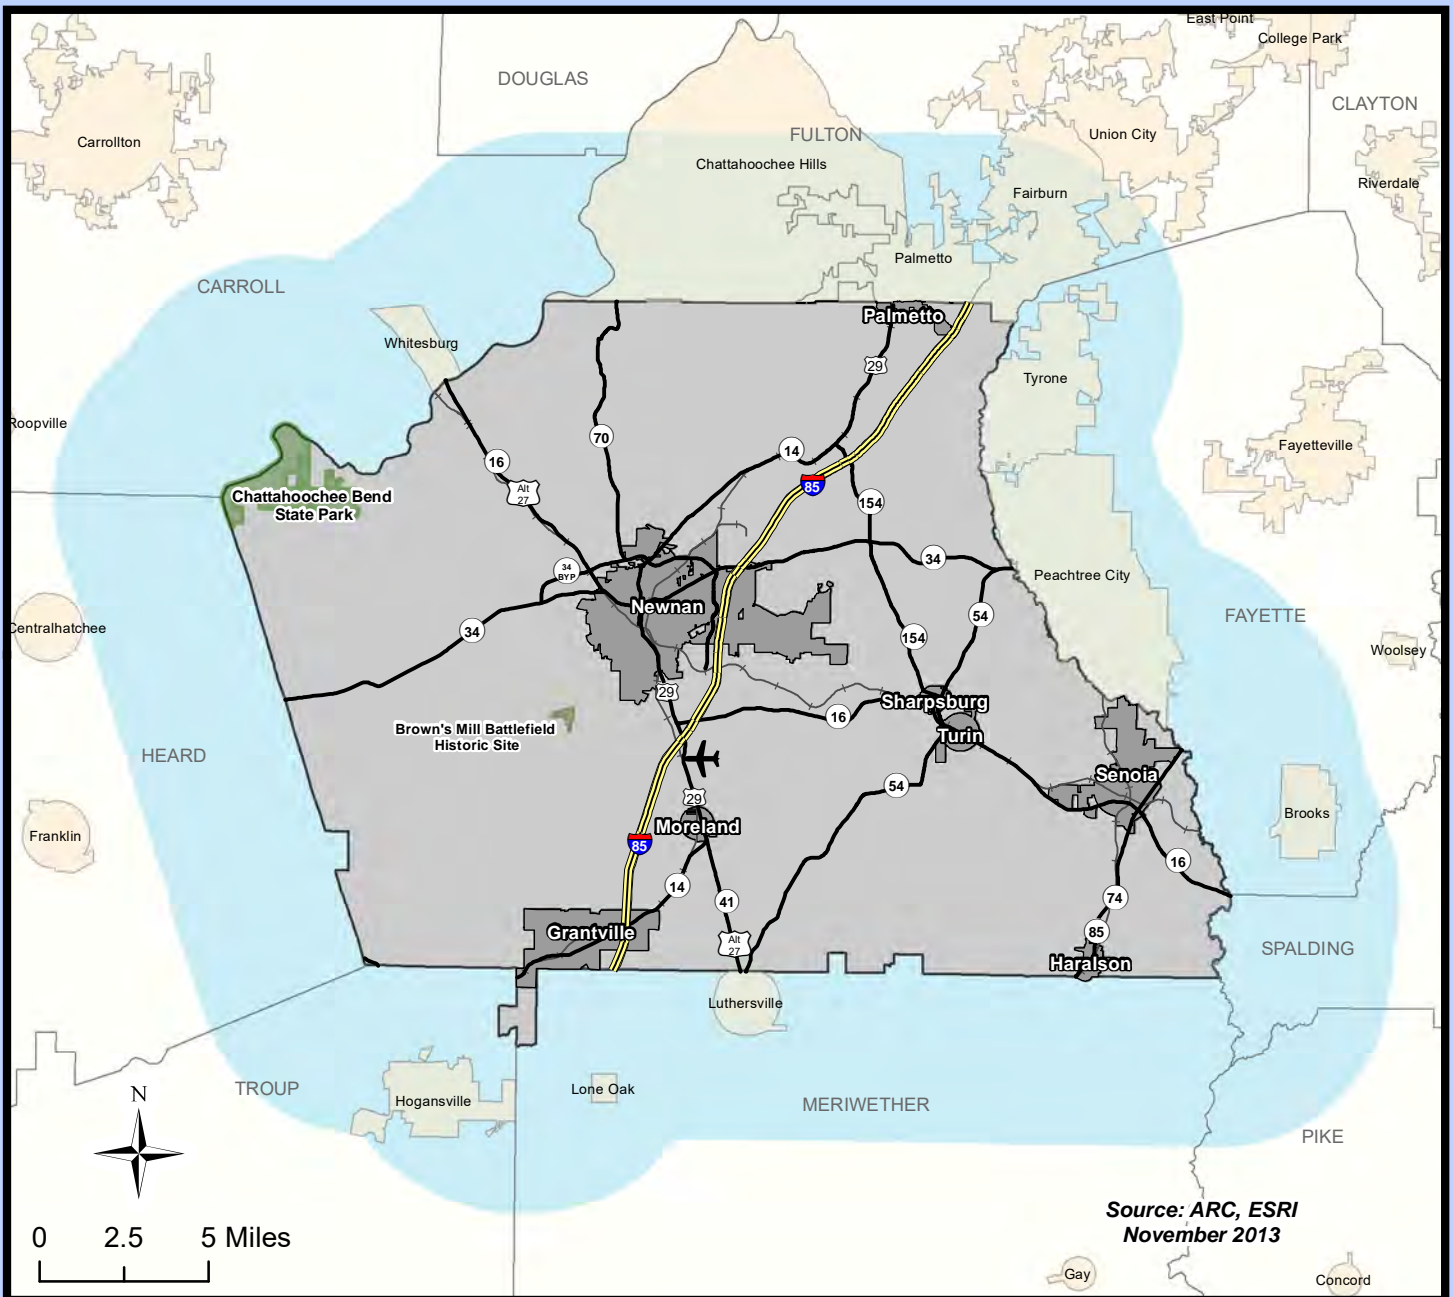 East Point
College Park
DOUGLAS
CLAYTON
Carrollton
FULTON
Union City
Chattahoochee Hills
Riverdale
Fairburn
Palmetto
CARROLL
Palmetto
Whitesburg
29
Tyrone
Roopville
70
14
Fayetteville
16
85
Alt
27
Chattahoochee Bend
State Park
154
34
34
BYP
Peachtree City
Newnan
54
FAYETTE
Centralhatchee
34
154
Woolsey
29
Sharpsburg
16
Brown's Mill Battlefield
Historic Site
Turin
HEARD
Senoia
54
29
Brooks
Moreland
Franklin
85
16
14
41
74
Grantville
85
Alt
27
SPALDING
Haralson
Luthersville
TROUP
Lone Oak
Hogansville
MERIWETHER
N
PIKE
Source: ARC, ESRI
November 2013
0 2.5 5 Miles
Gay
Concord